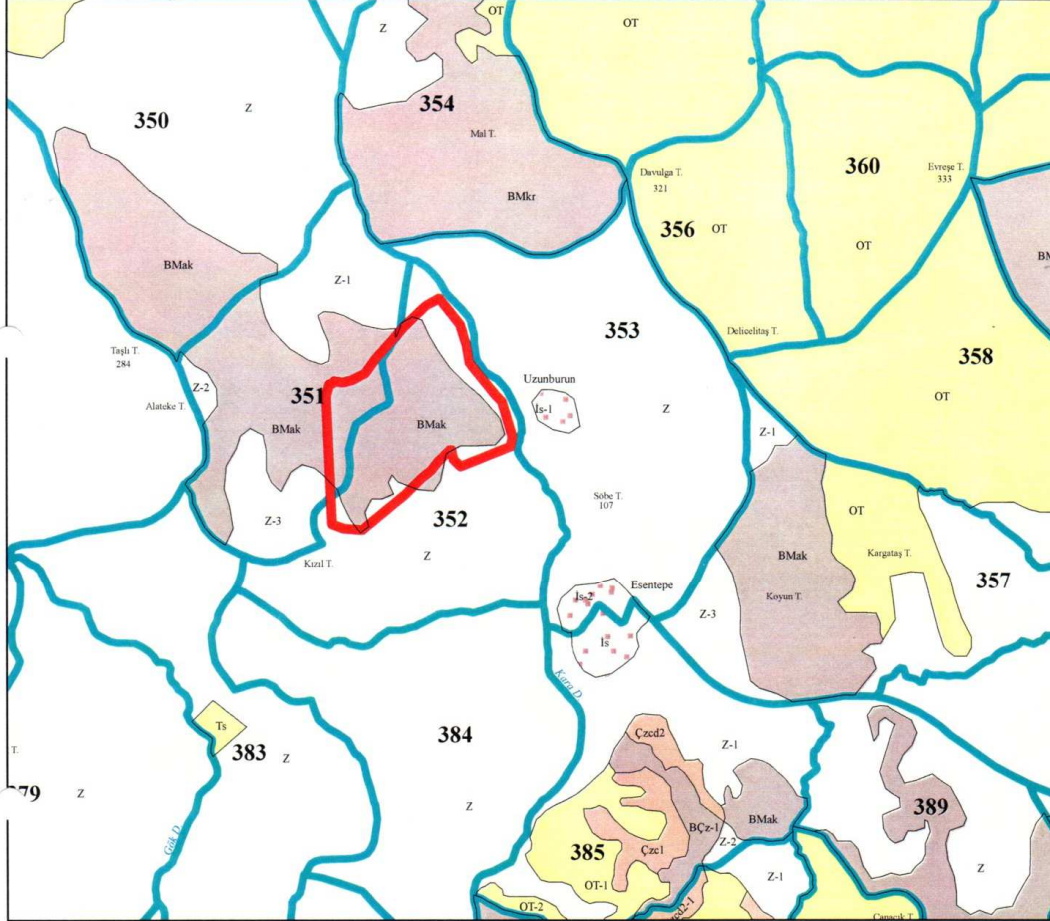 OT
Z
OT
354
350
Z
Mal T.
Davulga T.
321
360
Evreşe T.
333
BMkr
356
OT
OT
BMak
Z-1
353
Delicelitaş T.
358
Taşlı T.
284
Z-2
351
Uzunburun
OT
Alateke T.
İs-1
Z
BMak
BMak
Z-1
Söbe T.
107
OT
Z-3
352
Z
BMak
Kargataş T.
Kızıl T.
357
Esentepe
İs-2
Koyun T.
Z-3
İs
Kara D.
Ts
T.
383
Z
384
Çzcd2
Z-1
Z
Z
389
BMak
BÇz-1
Z-2
Gök D.
385
Çzc1
Z-1
Z
OT-1
OT-2
Canacık T.